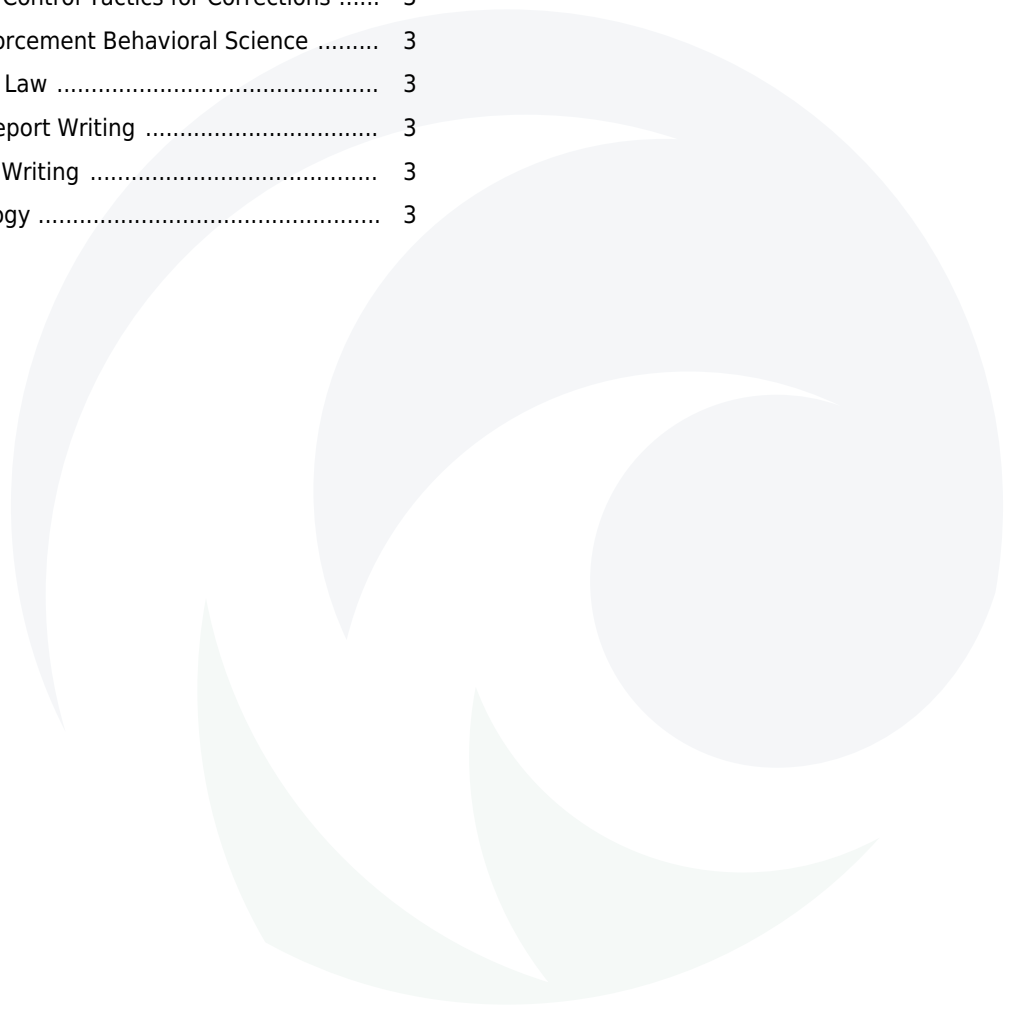 Control Tactics for Corrections ...... 3
orcement Behavioral Science ......... 3
Law ............................................... 3
eport Writing .................................. 3
Writing .......................................... 3
ogy .................................................. 3